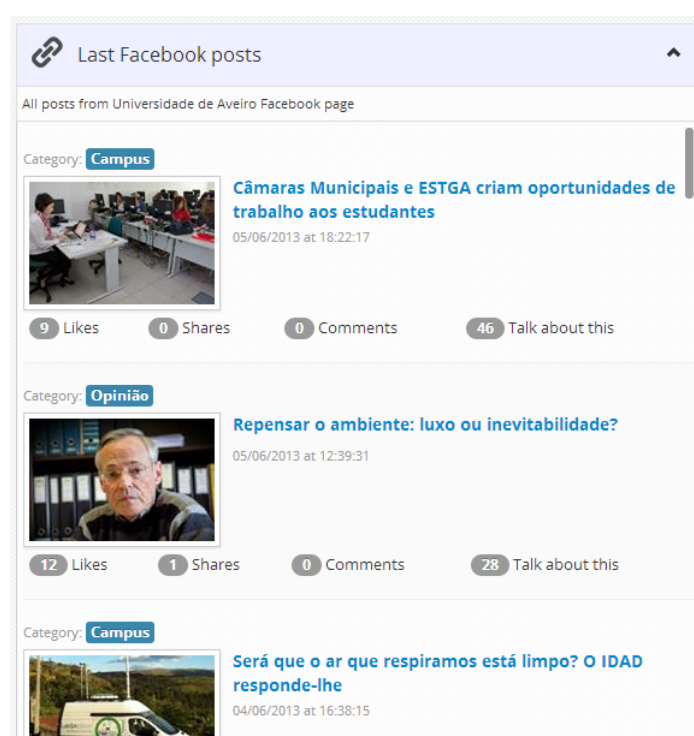 Last Facebook posts
All posts from Universidade de Aveiro Facebook page
Category: Campus
Câmaras Municipais e ESTGA criam oportunidades de
trabalho aos estudantes
05/06/2013 at 18:22:17
9 Likes 0 Shares 0 Comments 46 Talk about this
Category: Opinião
Repensar o ambiente: luxo ou inevitabilidade?
05/06/2013 at 12:39:31
12 Likes 1 Shares 0 Comments 28 Talk about this
Category: Campus
Será que o ar que respiramos está limpo? O IDAD
responde-lhe
04/06/2013 at 16:38:15